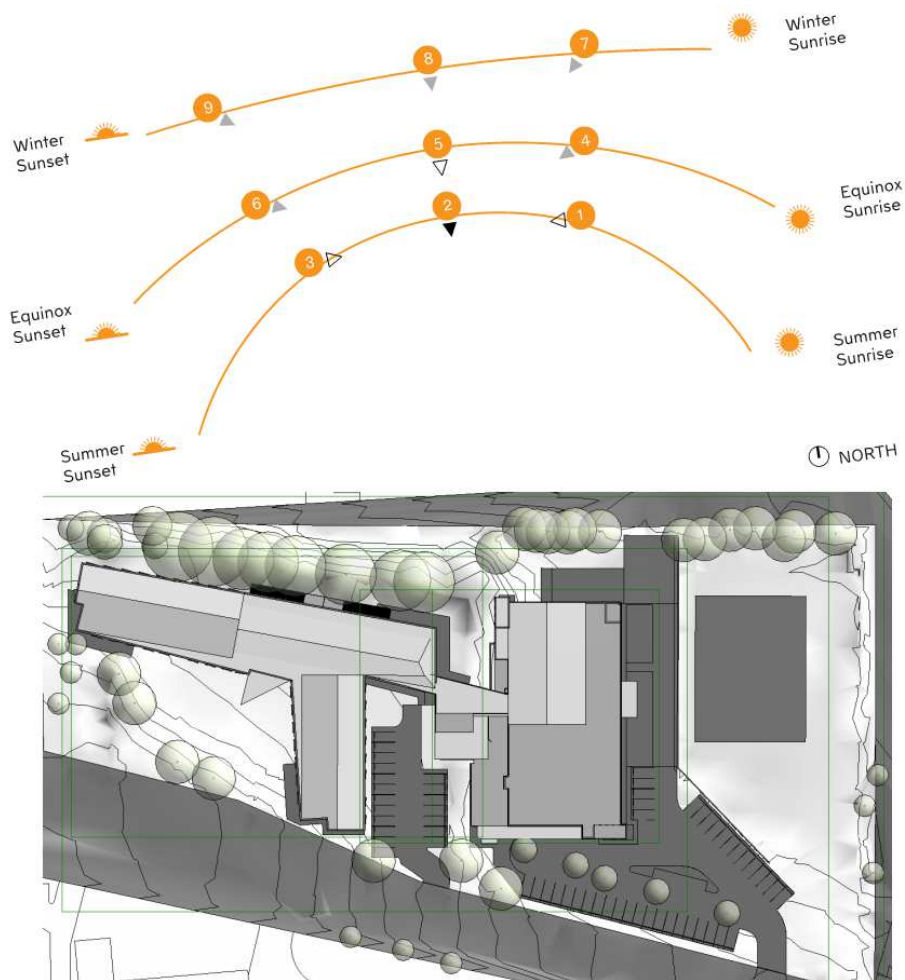 Winter
Sunrise
7
8
9
Winter
Sunset
5
4
6
Equinox
Sunrise
2
1
3
Equinox
Sunset
Summer
Sunrise
Summer
Sunset
NORTH